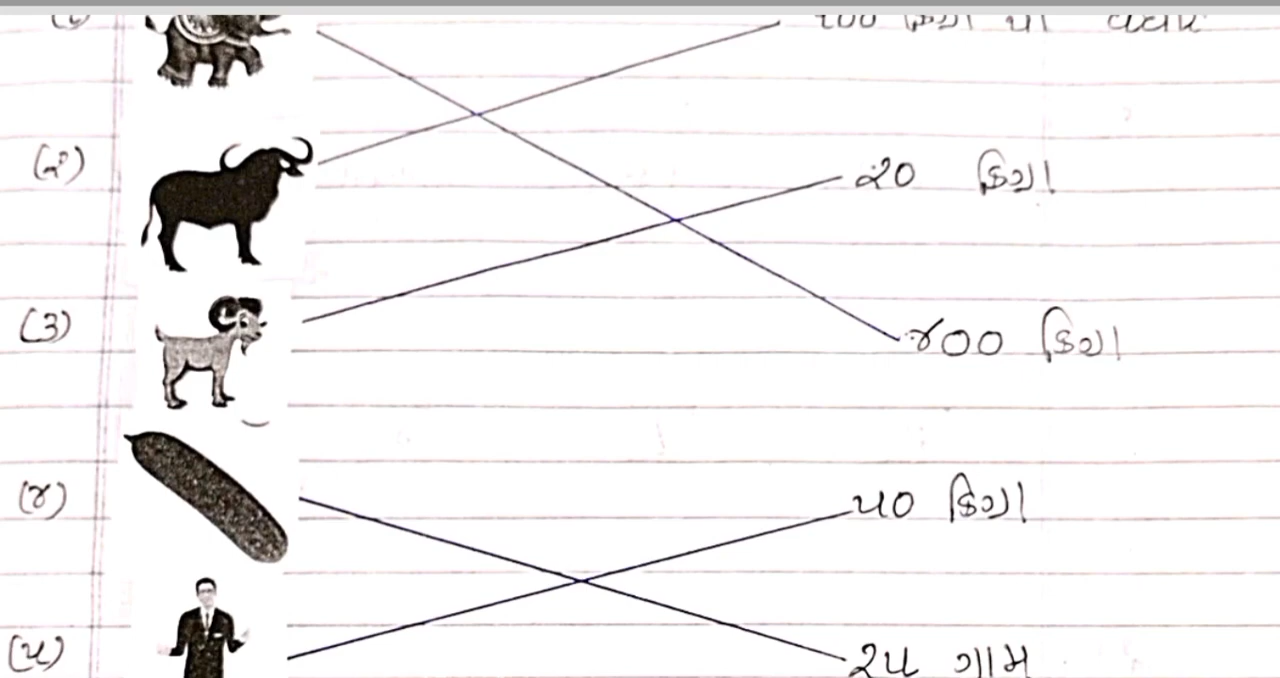 (૨) ૨૦ કિગ્રા
(૩) ૪૦૦ કિગ્રા
(૪) ૫૦ કિગ્રા
(૫) ૨૫ ગ્રામ